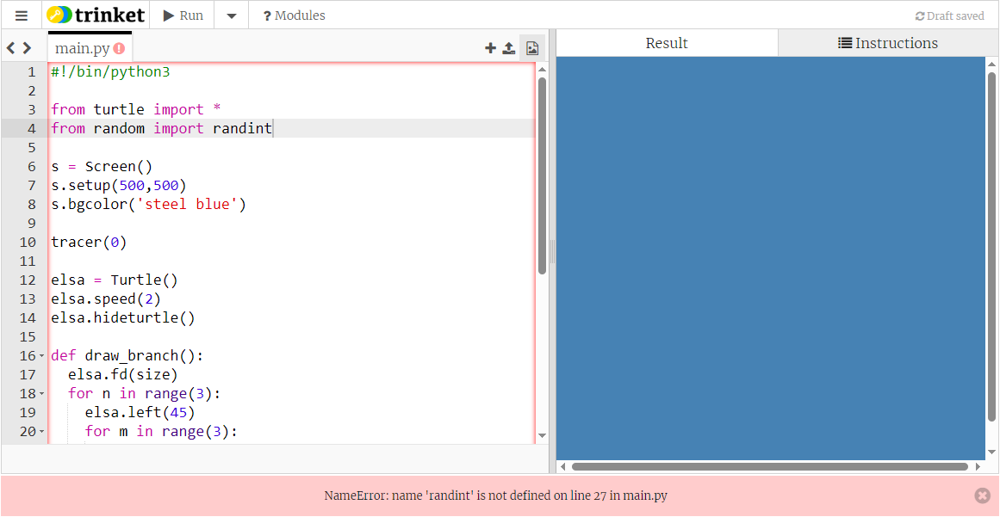 trinket Run ? Modules Draft saved
main.py
Result Instructions
1 #!/bin/python3
2
3 from turtle import *
4 from random import randint
5
6 s = Screen()
7 s.setup(500,500)
8 s.bgcolor('steel blue')
9
10 tracer(0)
11
12 elsa = Turtle()
13 elsa.speed(2)
14 elsa.hideturtle()
15
16 def draw_branch():
17 elsa.fd(size)
18 for n in range(3):
19 elsa.left(45)
20 for m in range(3):
NameError: name 'randint' is not defined on line 27 in main.py